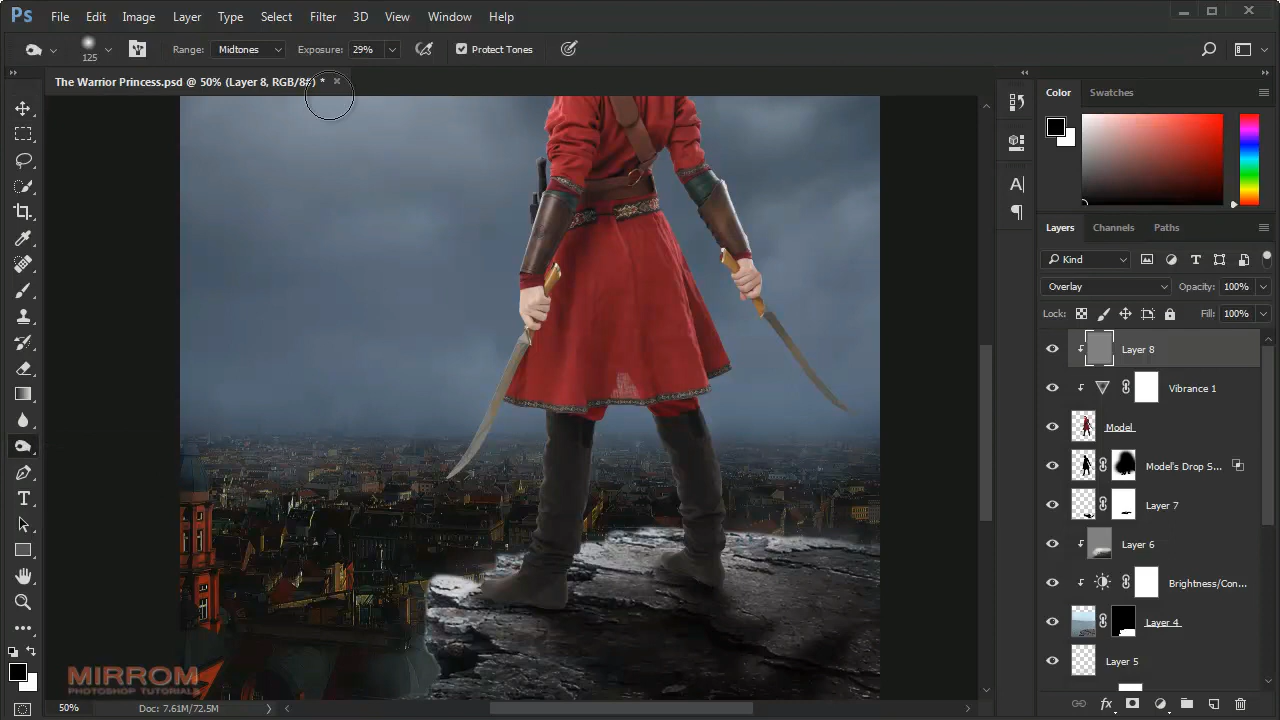 Ps File Edit Image Layer Type Select Filter 3D View Window Help
125 Range: Midtones Exposure: 29% Protect Tones
The Warrior Princess.psd @ 50% (Layer 8, RGB/8#) *
Color Swatches
Layers Channels Paths
Kind
Overlay Opacity: 100%
Lock: Fill: 100%
Layer 8
Vibrance 1
Model
Model's Drop S...
Layer 7
Layer 6
Brightness/Con...
Layer 4
Layer 5
MIRROM
PHOTOSHOP TUTORIALS
50% Doc: 7.61M/72.5M